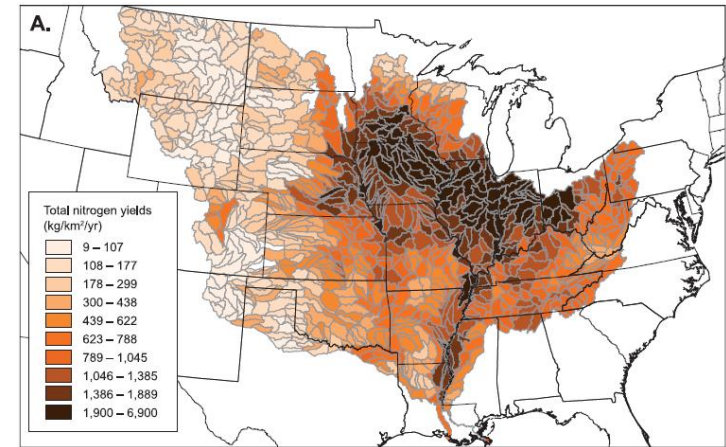 A.
Total nitrogen yields
(kg/km²/yr)
9 – 107
108 – 177
178 – 299
300 – 438
439 – 622
623 – 788
789 – 1,045
1,046 – 1,385
1,386 – 1,889
1,900 – 6,900